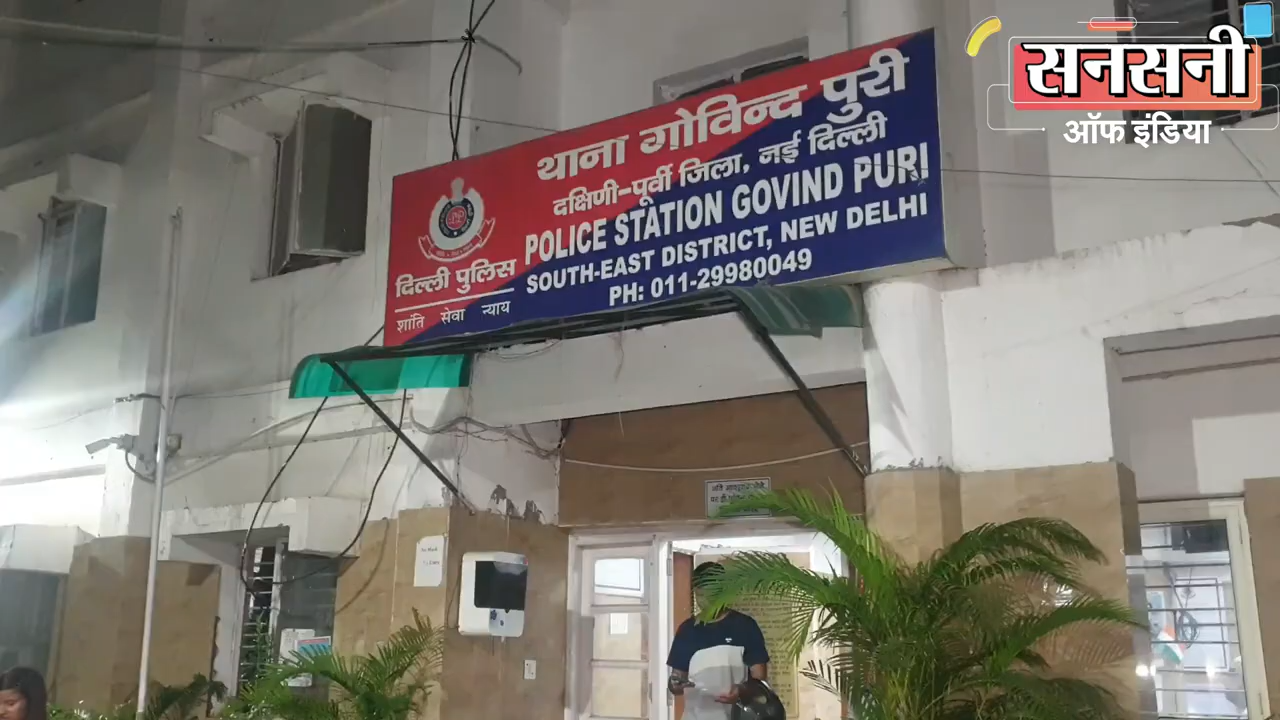 सनसनी
ऑफ इंडिया
थाना गोविन्द पुरी
दक्षिणी-पूर्वी जिला, नई दिल्ली
POLICE STATION GOVIND PURI
SOUTH-EAST DISTRICT, NEW DELHI
PH: 011-29980049
दिल्ली पुलिस
शांति सेवा न्याय